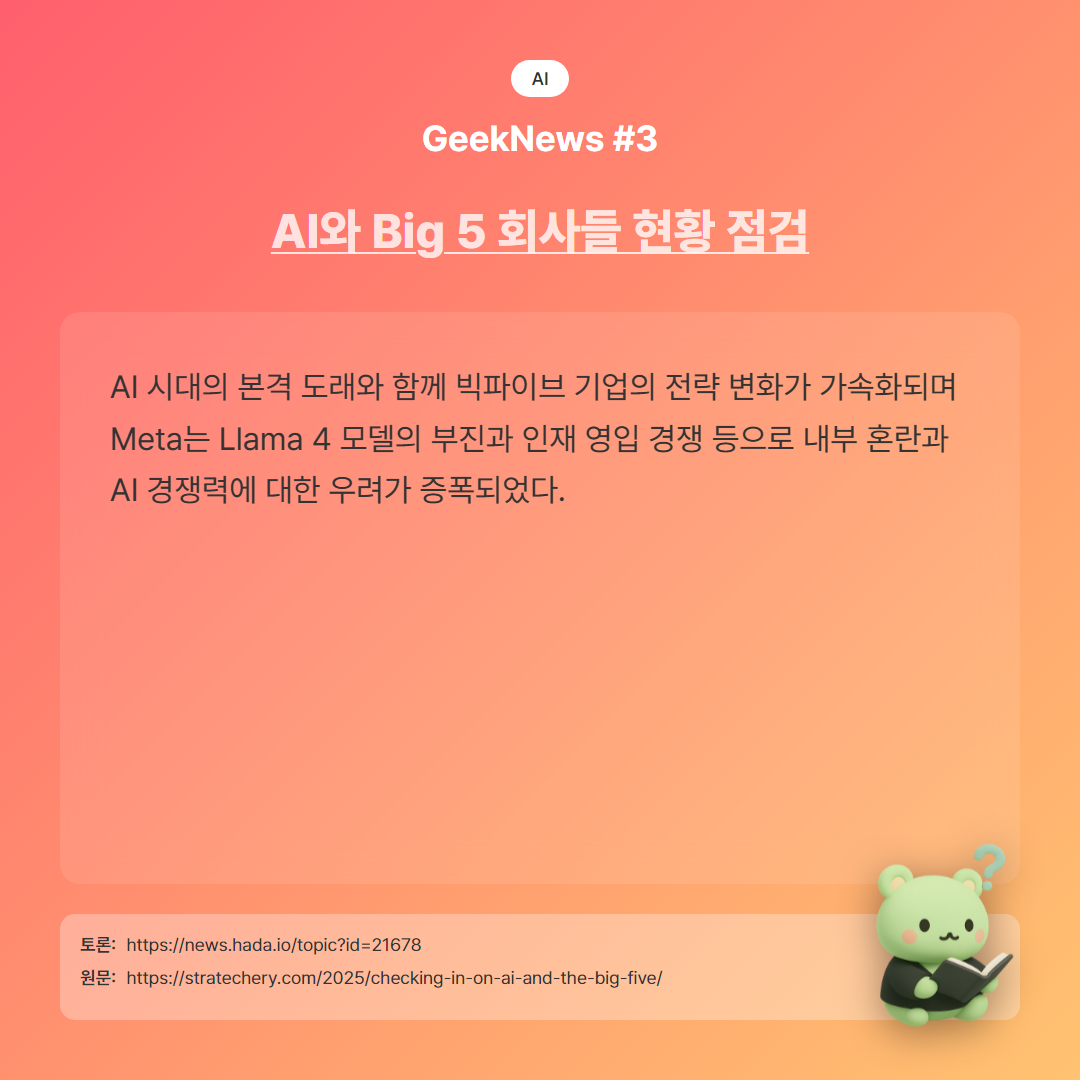 AI
GeekNews #3
AI와 Big 5 회사들 현황 점검
AI 시대의 본격 도래와 함께 빅파이브 기업의 전략 변화가 가속화되며
Meta는 Llama 4 모델의 부진과 인재 영입 경쟁 등으로 내부 혼란과
AI 경쟁력에 대한 우려가 증폭되었다.
?
토론: https://news.hada.io/topic?id=21678
원문: https://stratechery.com/2025/checking-in-on-ai-and-the-big-five/